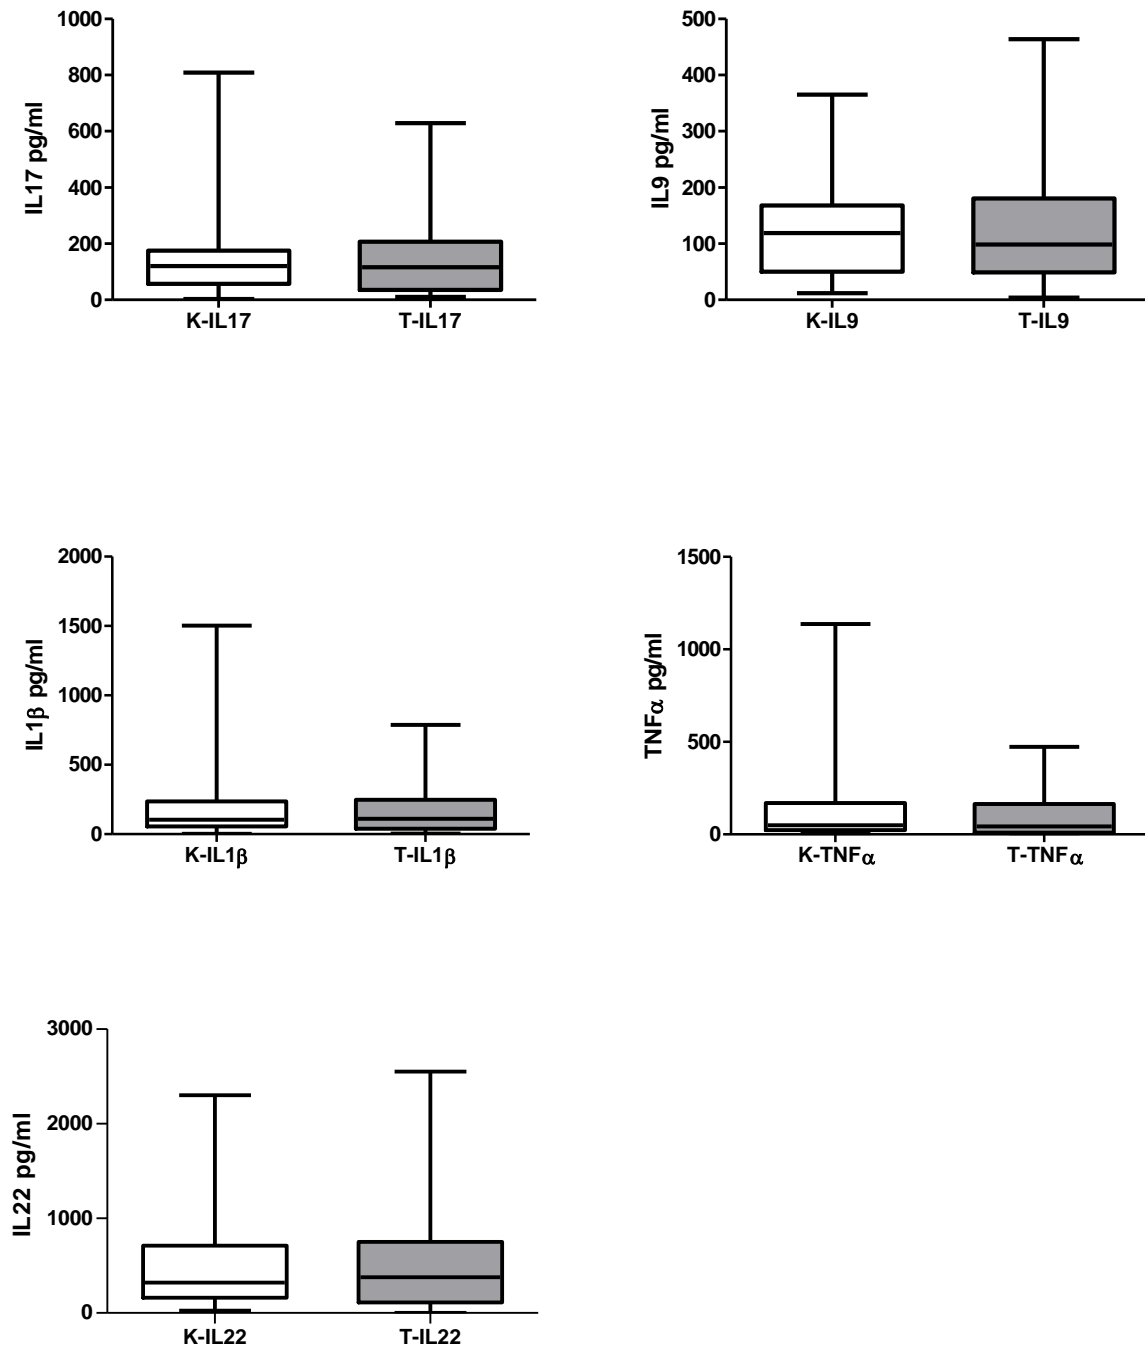 IL17 pg/ml
1000
800
600
400
200
0
K-IL17 T-IL17
IL9 pg/ml
500
400
300
200
100
0
K-IL9 T-IL9
IL1β pg/ml
2000
1500
1000
500
0
K-IL1β T-IL1β
TNFα pg/ml
1500
1000
500
0
K-TNFα T-TNFα
IL22 pg/ml
3000
2000
1000
0
K-IL22 T-IL22